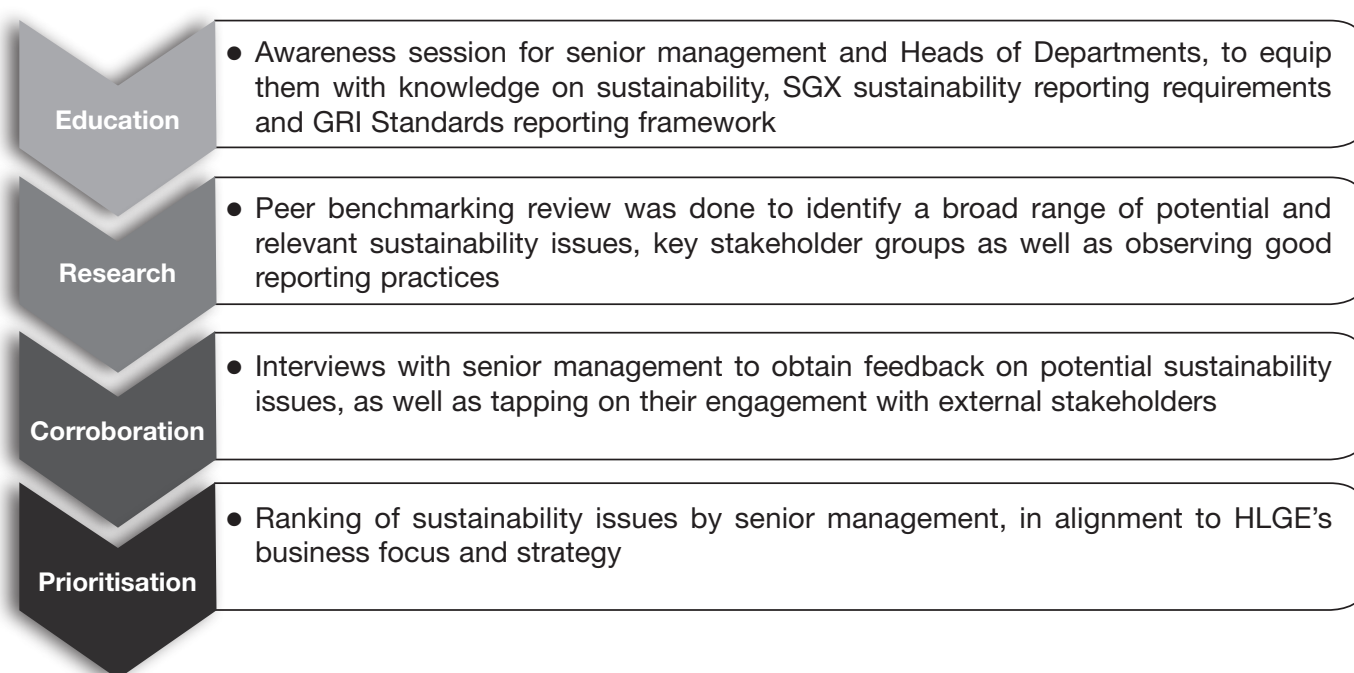 Education
● Awareness session for senior management and Heads of Departments, to equip
them with knowledge on sustainability, SGX sustainability reporting requirements
and GRI Standards reporting framework
Research
● Peer benchmarking review was done to identify a broad range of potential and
relevant sustainability issues, key stakeholder groups as well as observing good
reporting practices
Corroboration
● Interviews with senior management to obtain feedback on potential sustainability
issues, as well as tapping on their engagement with external stakeholders
Prioritisation
● Ranking of sustainability issues by senior management, in alignment to HLGE’s
business focus and strategy